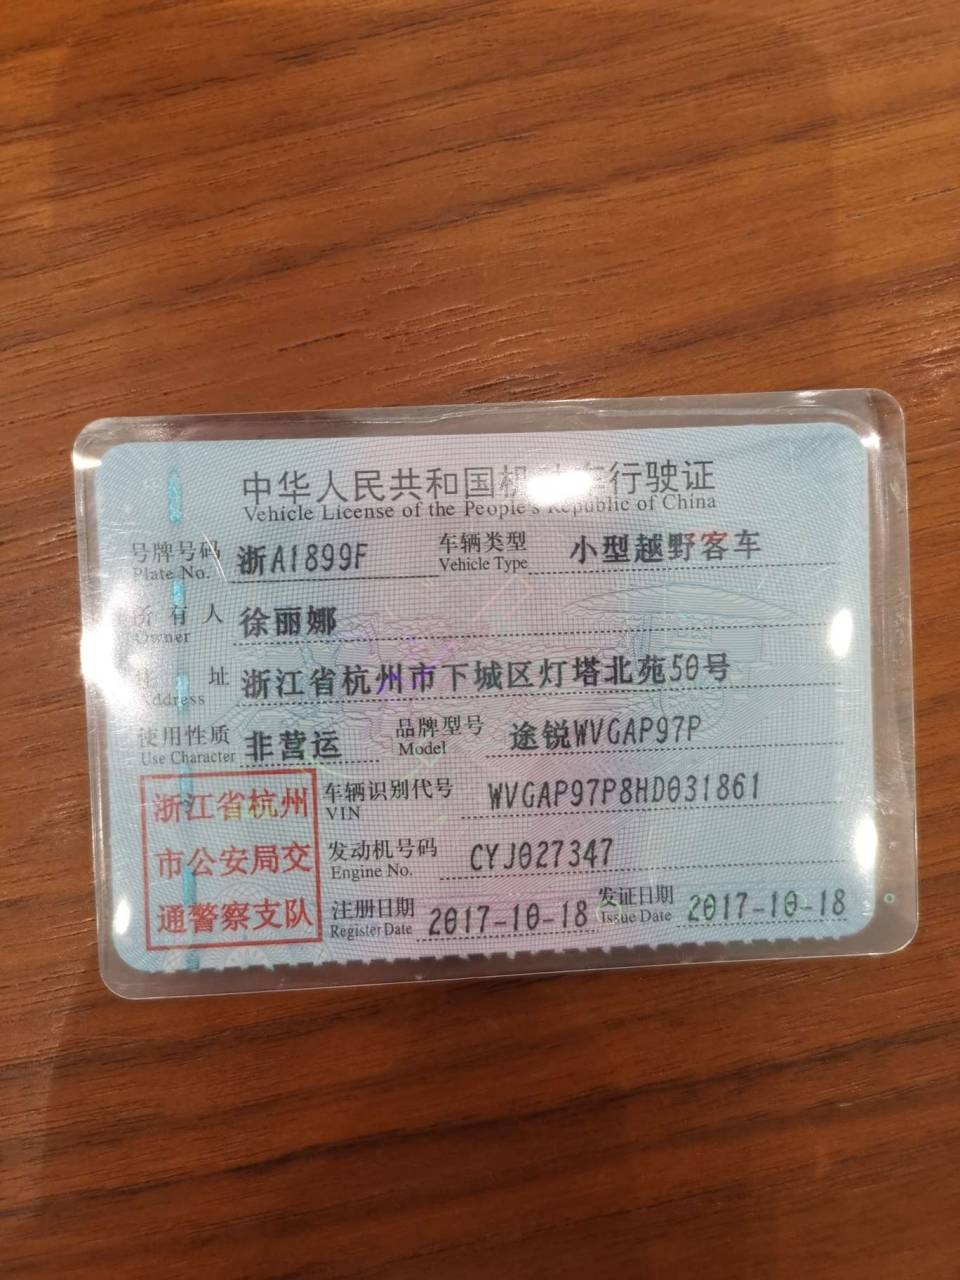 中华人民共和国机动车行驶证
Vehicle License of the People's Republic of China
号牌号码 浙A1899F 车辆类型 小型越野客车
Plate No. Vehicle Type
所有人 徐丽娜
Owner
住址 浙江省杭州市下城区灯塔北苑50号
Address
使用性质 非营运 品牌型号 途锐WVGAP97P
Use Character Model
浙江省杭州
市公安局交
通警察支队
车辆识别代号 WVGAP97P8HD031861
VIN
发动机号码 CYJ027347
Engine No.
注册日期 2017-10-18 发证日期 2017-10-18
Register Date Issue Date